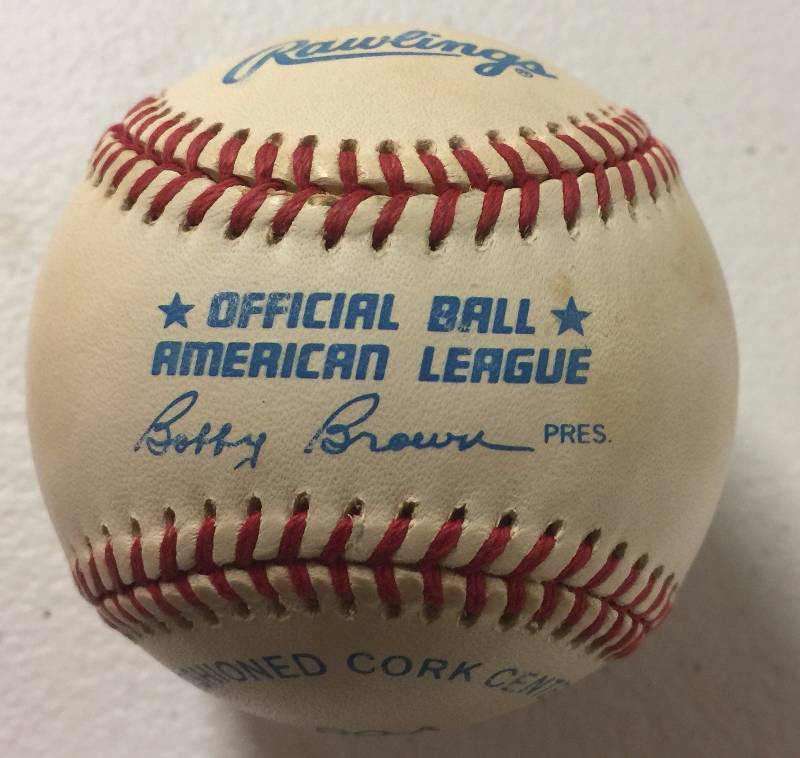 Rawlings®
★ OFFICIAL BALL ★
AMERICAN LEAGUE
Bobby Brown PRES.
HIONED CORK CENT